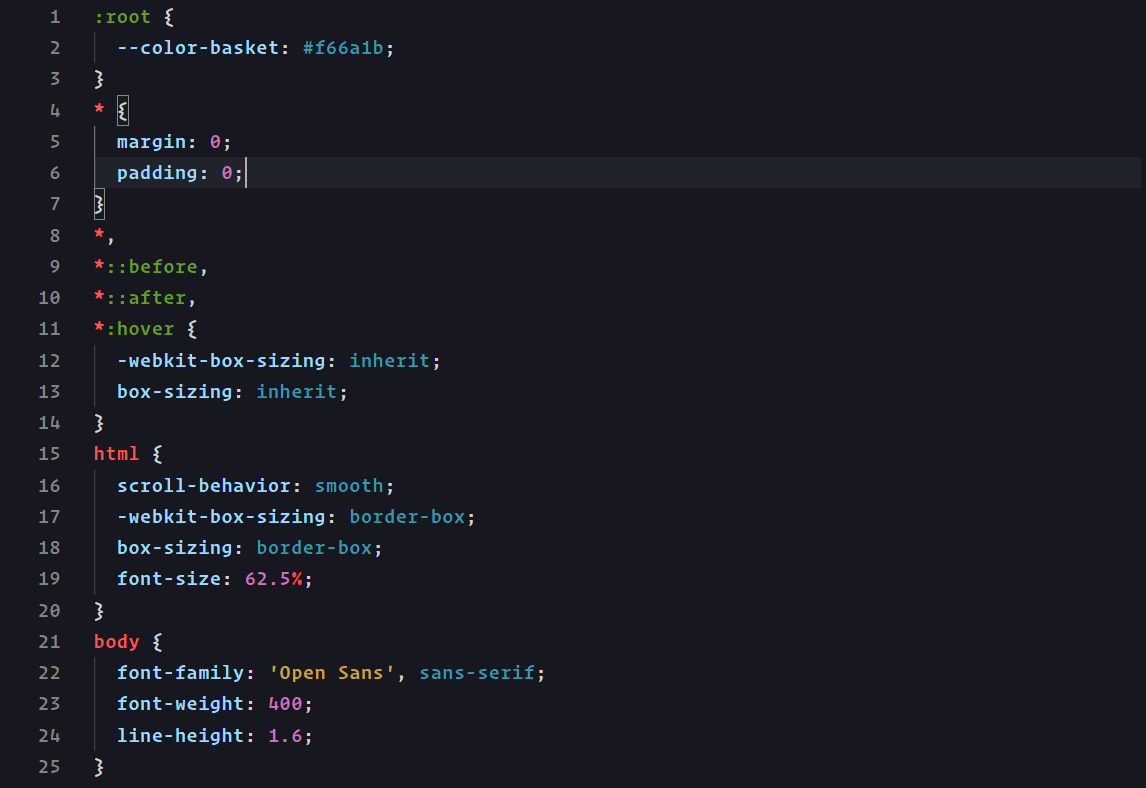 1 :root {
2 --color-basket: #f66a1b;
3 }
4 * {
5 margin: 0;
6 padding: 0;
7 }
8 *,
9 *::before,
10 *::after,
11 *:hover {
12 -webkit-box-sizing: inherit;
13 box-sizing: inherit;
14 }
15 html {
16 scroll-behavior: smooth;
17 -webkit-box-sizing: border-box;
18 box-sizing: border-box;
19 font-size: 62.5%;
20 }
21 body {
22 font-family: 'Open Sans', sans-serif;
23 font-weight: 400;
24 line-height: 1.6;
25 }